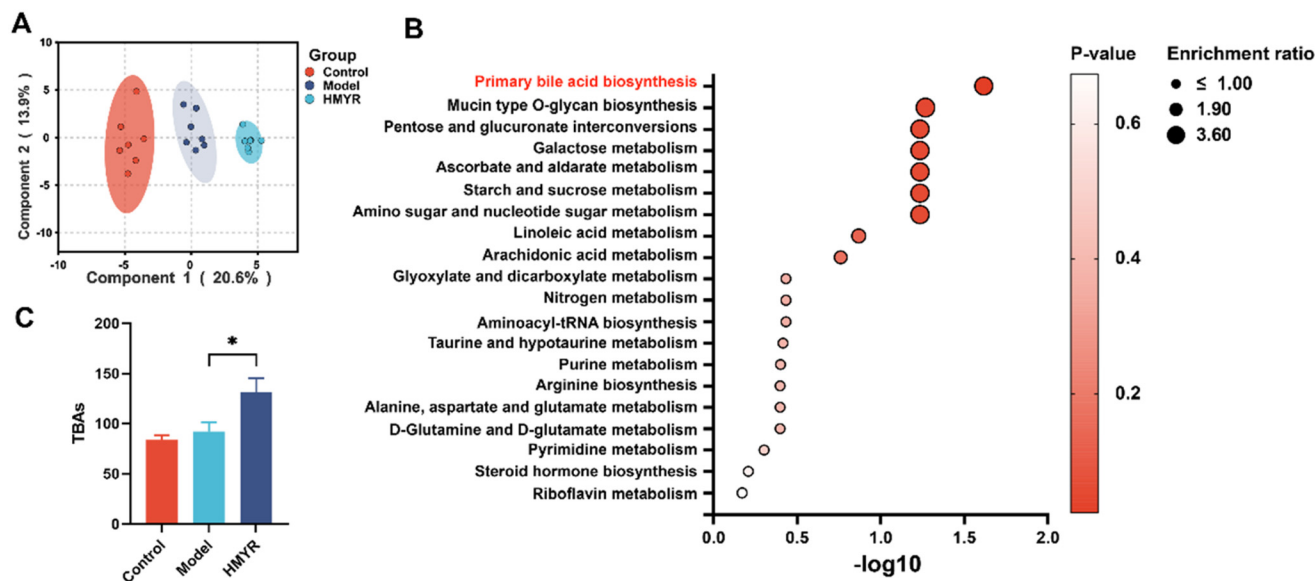 A
10
5
0
-5
-10
-10
-5
0
5
Component 2 ( 13.9%)
Component 1 ( 20.6%)
Group
Control
Model
HMYR
B
Primary bile acid biosynthesis
Mucin type O-glycan biosynthesis
Pentose and glucuronate interconversions
Galactose metabolism
Ascorbate and aldarate metabolism
Starch and sucrose metabolism
Amino sugar and nucleotide sugar metabolism
Linoleic acid metabolism
Arachidonic acid metabolism
Glyoxylate and dicarboxylate metabolism
Nitrogen metabolism
Aminoacyl-tRNA biosynthesis
Taurine and hypotaurine metabolism
Purine metabolism
Arginine biosynthesis
Alanine, aspartate and glutamate metabolism
D-Glutamine and D-glutamate metabolism
Pyrimidine metabolism
Steroid hormone biosynthesis
Riboflavin metabolism
0.0
0.5
1.0
1.5
2.0
-log10
P-value
0.6
0.4
0.2
Enrichment ratio
≤ 1.00
1.90
3.60
C
200
150
100
50
0
TBAs
*
Control
Model
HMYR